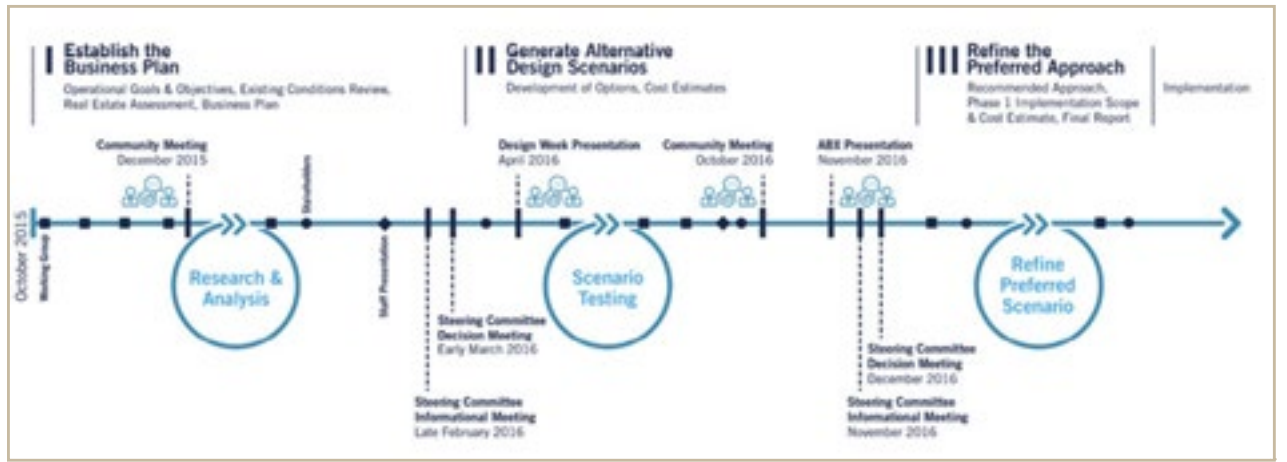 I Establish the
Business Plan
Operational Goals & Objectives, Existing Conditions Review,
Real Estate Assessment, Business Plan
II Generate Alternative
Design Scenarios
Development of Options, Cost Estimates
III Refine the
Preferred Approach
Recommended Approach,
Phase 1 Implementation Scope
& Cost Estimate, Final Report
Implementation
Community Meeting
December 2015
Design Week Presentation
April 2016
Community Meeting
October 2016
ABX Presentation
November 2016
October 2015
Working Group
Stakeholders
Staff Presentation
Research &
Analysis
Scenario
Testing
Refine
Preferred
Scenario
Steering Committee
Decision Meeting
Early March 2016
Steering Committee
Informational Meeting
Late February 2016
Steering Committee
Decision Meeting
December 2016
Steering Committee
Informational Meeting
November 2016